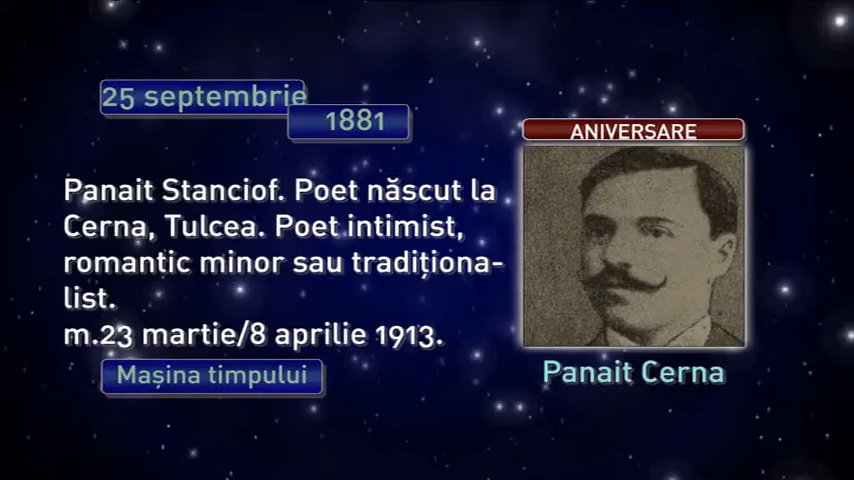 25 septembrie
1881
ANIVERSARE
Panait Stanciof. Poet născut la
Cerna, Tulcea. Poet intimist,
romantic minor sau tradiționa-
list.
m.23 martie/8 aprilie 1913.
Mașina timpului
Panait Cerna